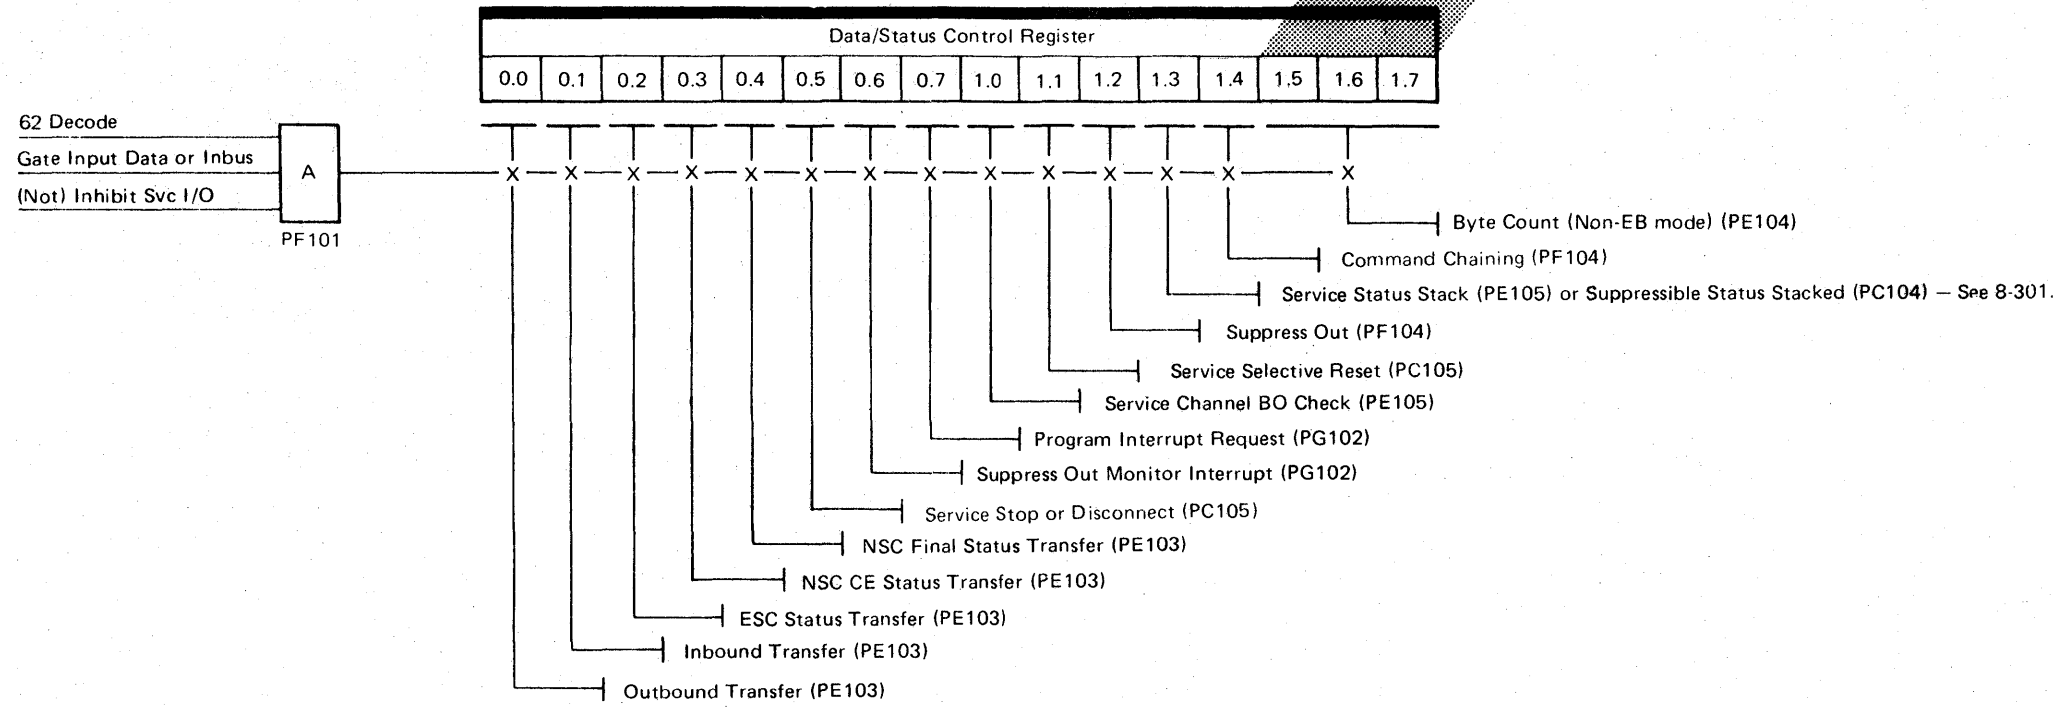 Data/Status Control Register
0.0 0.1 0.2 0.3 0.4 0.5 0.6 0.7 1.0 1.1 1.2 1.3 1.4 1.5 1.6 1.7
62 Decode
Gate Input Data or Inbus
(Not) Inhibit Svc I/O
A
PF101
X X X X X X X X X X X X X X
Byte Count (Non-EB mode) (PE104)
Command Chaining (PF104)
Service Status Stack (PE105) or Suppressible Status Stacked (PC104) — See 8-301.
Suppress Out (PF104)
Service Selective Reset (PC105)
Service Channel BO Check (PE105)
Program Interrupt Request (PG102)
Suppress Out Monitor Interrupt (PG102)
Service Stop or Disconnect (PC105)
NSC Final Status Transfer (PE103)
NSC CE Status Transfer (PE103)
ESC Status Transfer (PE103)
Inbound Transfer (PE103)
Outbound Transfer (PE103)